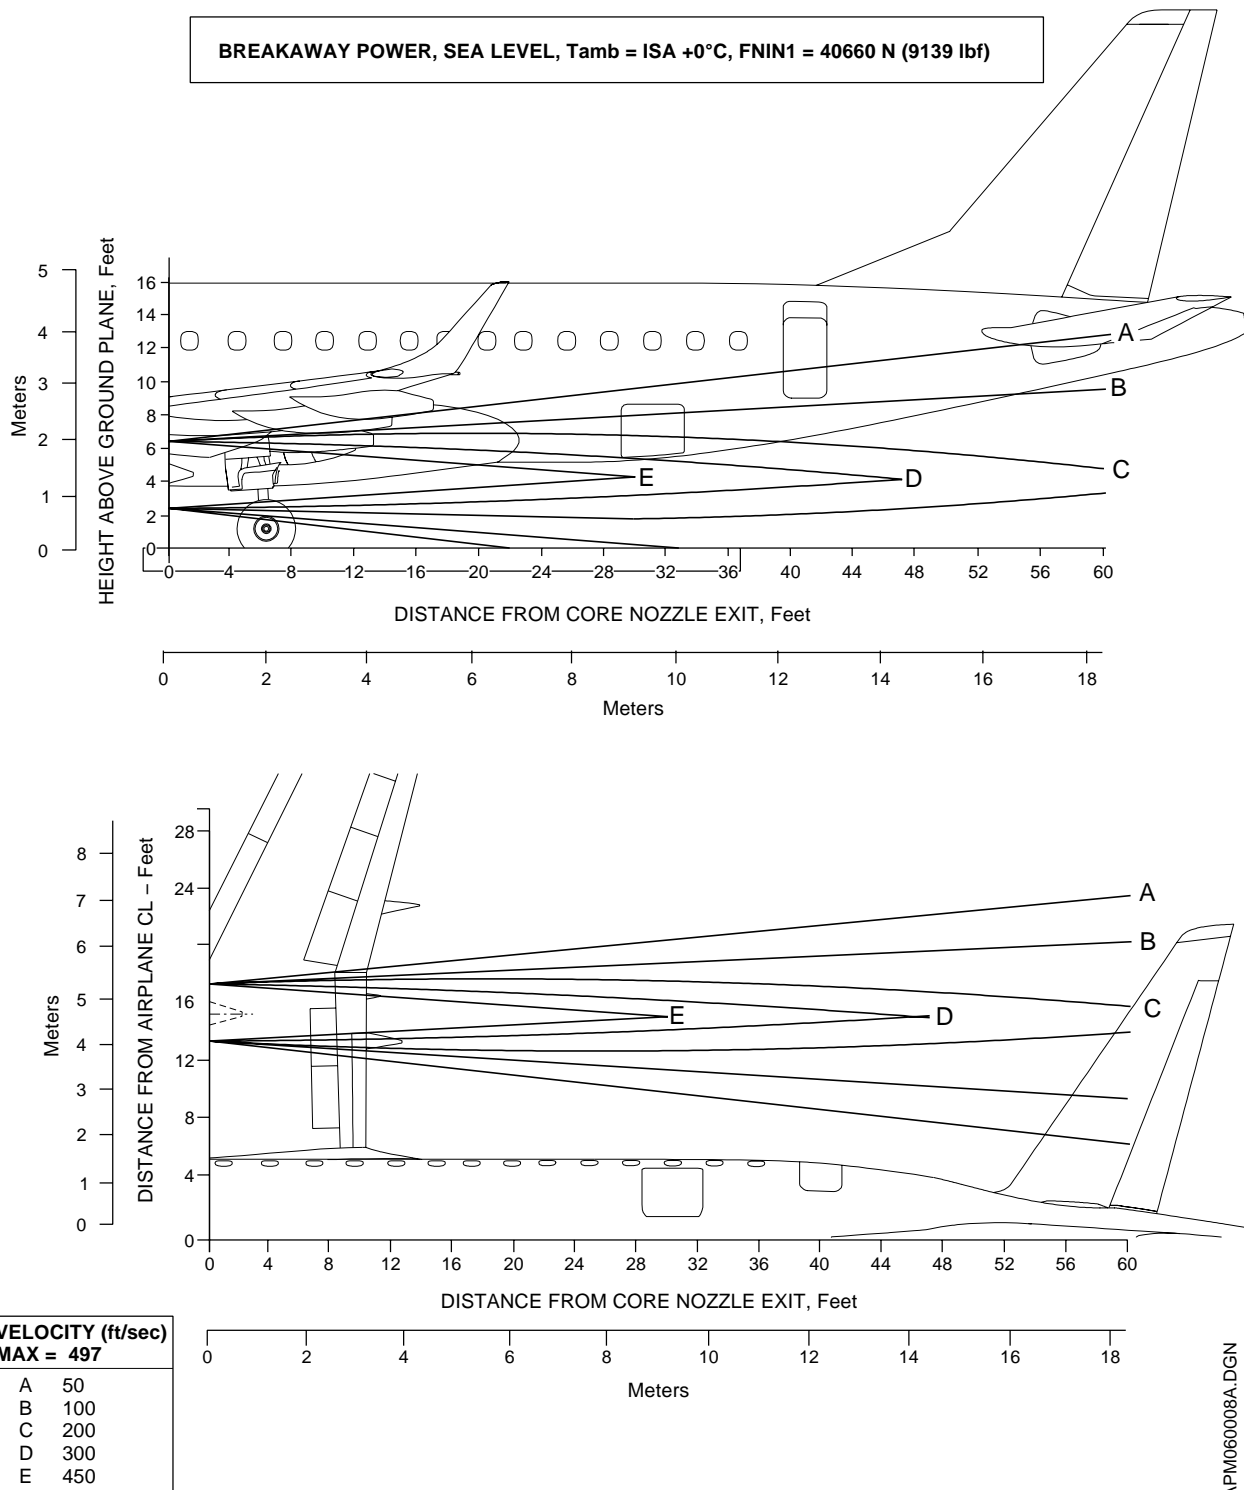 BREAKAWAY POWER, SEA LEVEL, Tamb = ISA +0°C, FNIN1 = 40660 N (9139 lbf)
5
4
3
2
1
0
Meters
HEIGHT ABOVE GROUND PLANE, Feet
16
14
12
10
8
6
4
2
0
A
B
C
D
E
0 4 8 12 16 20 24 28 32 36 40 44 48 52 56 60
DISTANCE FROM CORE NOZZLE EXIT, Feet
0 2 4 6 8 10 12 14 16 18
Meters
8
7
6
5
4
3
2
1
0
Meters
DISTANCE FROM AIRPLANE CL – Feet
28
24
16
12
8
4
0
A
B
C
E D
0 4 8 12 16 20 24 28 32 36 40 44 48 52 56 60
DISTANCE FROM CORE NOZZLE EXIT, Feet
0 2 4 6 8 10 12 14 16 18
Meters
VELOCITY (ft/sec)
MAX = 497
A 50
B 100
C 200
D 300
E 450
APM060008A.DGN